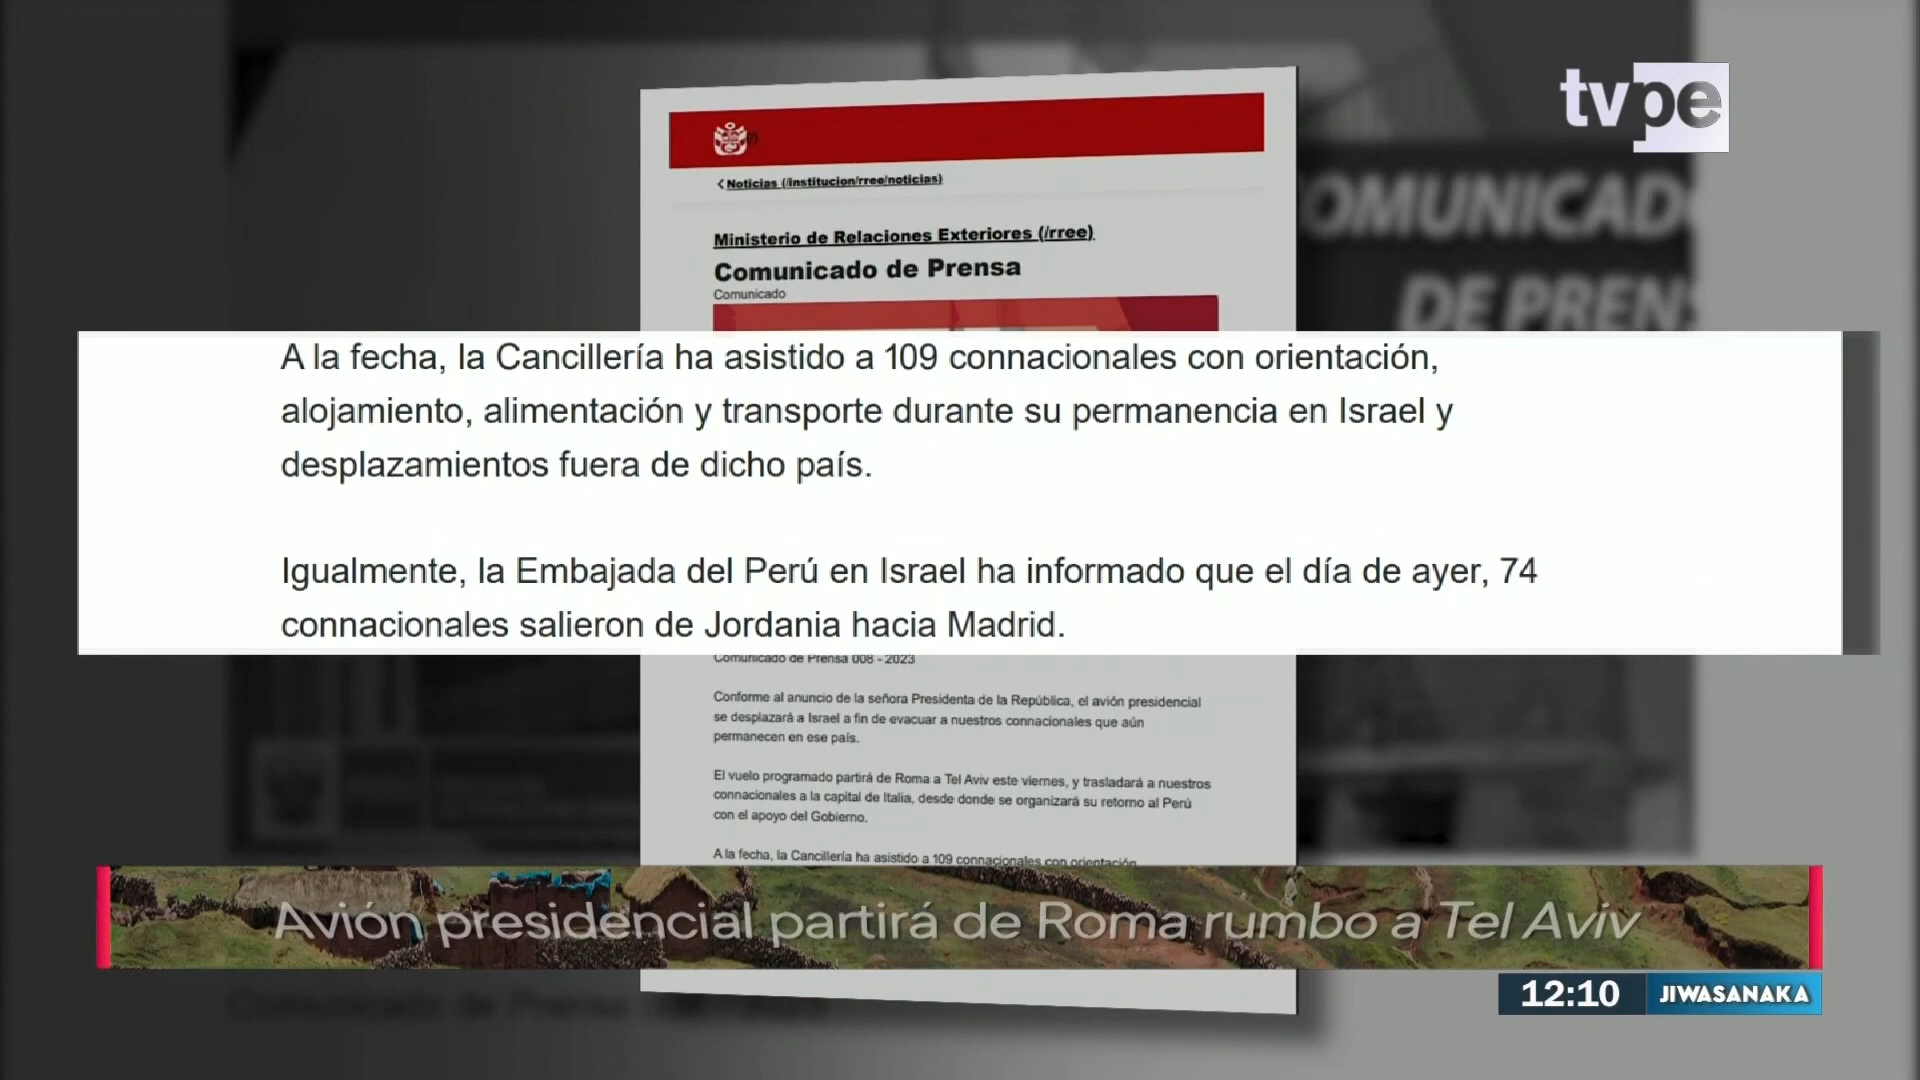 tvpe
< Noticias (/institucion/rree/noticias)
Ministerio de Relaciones Exteriores (/rree)
Comunicado de Prensa
Comunicado
OMUNICAD
DE PREN
A la fecha, la Cancillería ha asistido a 109 connacionales con orientación,
alojamiento, alimentación y transporte durante su permanencia en Israel y
desplazamientos fuera de dicho país.
Igualmente, la Embajada del Perú en Israel ha informado que el día de ayer, 74
connacionales salieron de Jordania hacia Madrid.
Comunicado de Prensa 008 - 2023
Conforme al anuncio de la señora Presidenta de la República, el avión presidencial
se desplazará a Israel a fin de evacuar a nuestros connacionales que aún
permanecen en ese país.
El vuelo programado partirá de Roma a Tel Aviv este viernes, y trasladará a nuestros
connacionales a la capital de Italia, desde donde se organizará su retorno al Perú
con el apoyo del Gobierno.
A la fecha, la Cancillería ha asistido a 109 connacionales con orientación
Avión presidencial partirá de Roma rumbo a Tel Aviv
Comunicado de Prensa
12:10 JIWASANAKA